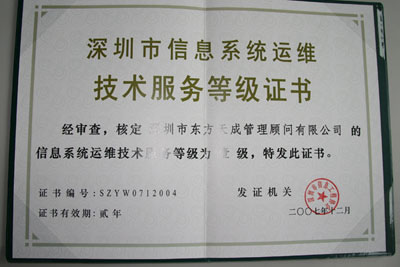 深圳市信息系统运维
技术服务等级证书
经审查，核定 深圳市东方天成管理顾问有限公司 的
信息系统运维技术服务等级为 级，特发此证书。
证书编号：SZYW0712004
发证机关
证书有效期：贰年
二〇〇七年十二月